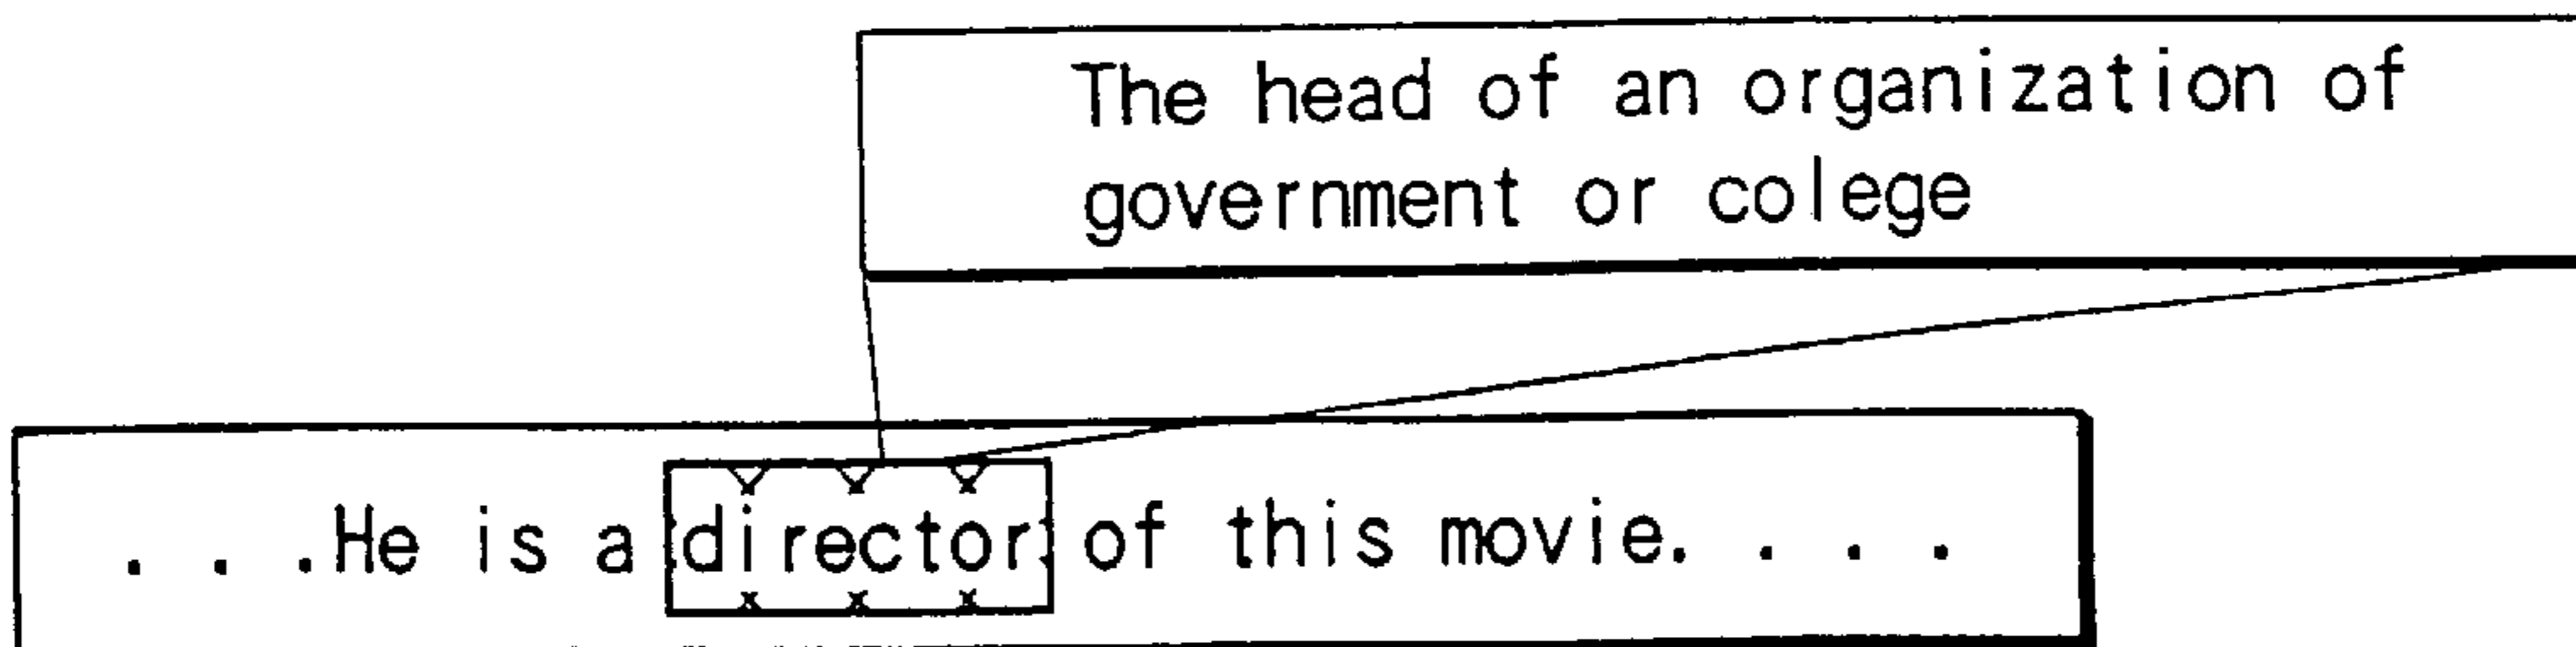 The head of an organization of
government or colege
. . .He is a director of this movie. . . .